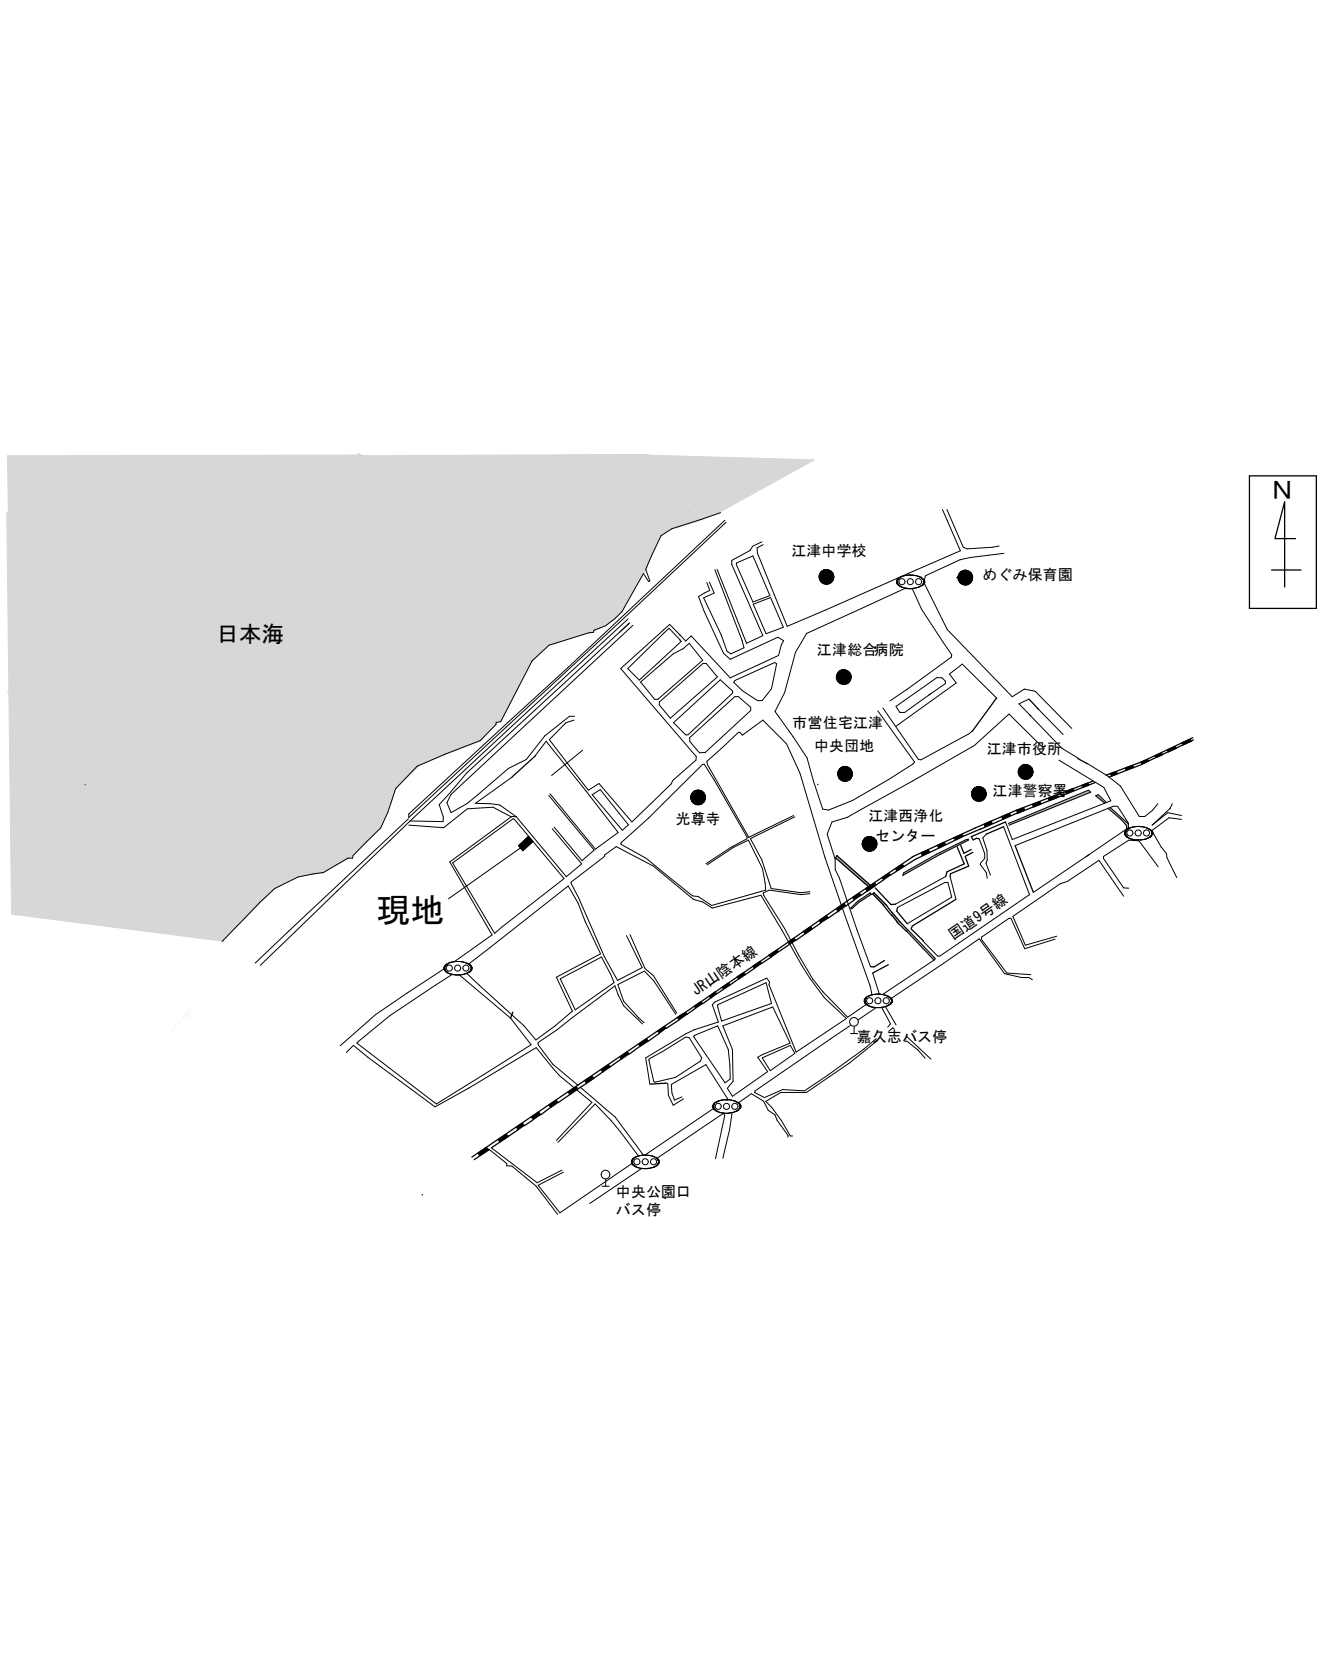 N
江津中学校
めぐみ保育園
日本海
江津総合病院
市営住宅江津
中央団地
江津市役所
江津警察署
光尊寺
江津西浄化
センター
現地
国道9号線
JR山陰本線
嘉久志バス停
中央公園口
バス停